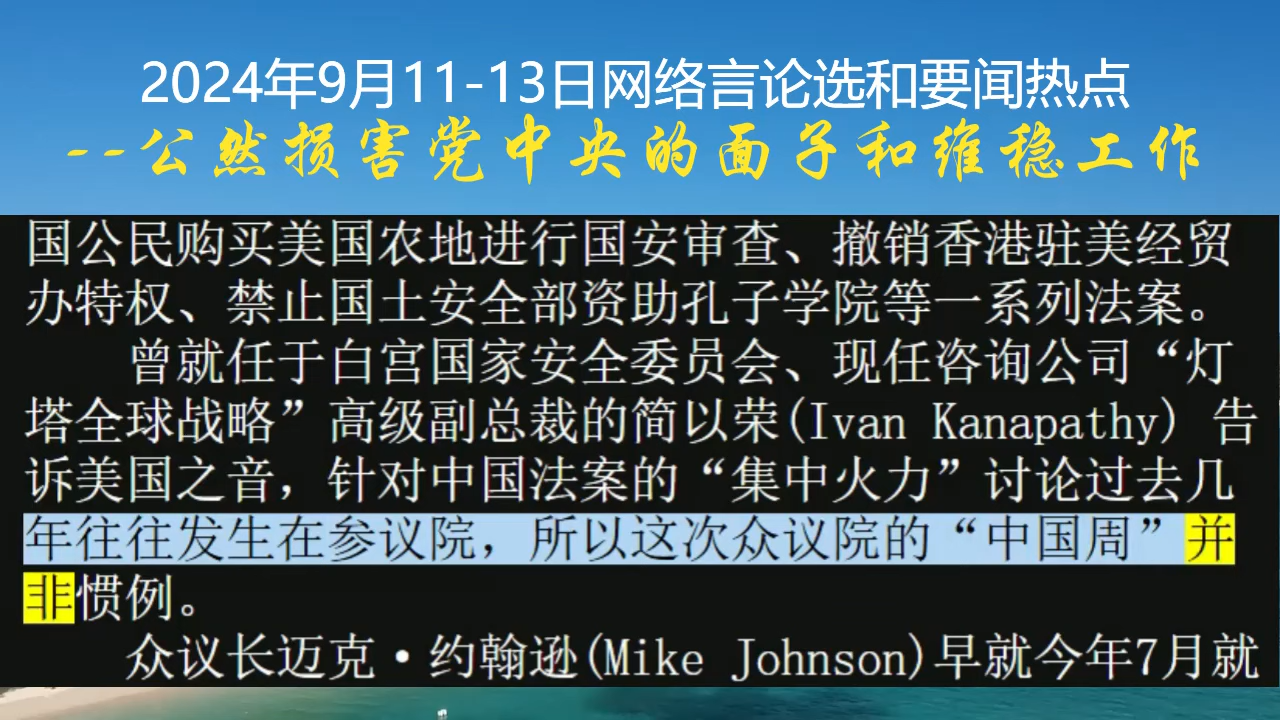 2024年9月11-13日网络言论选和要闻热点
--公然损害党中央的面子和维稳工作
国公民购买美国农地进行国安审查、撤销香港驻美经贸
办特权、禁止国土安全部资助孔子学院等一系列法案。
曾就任于白宫国家安全委员会、现任咨询公司“灯
塔全球战略”高级副总裁的简以荣(Ivan Kanapathy) 告
诉美国之音，针对中国法案的“集中火力”讨论过去几
年往往发生在参议院，所以这次众议院的“中国周”并
非惯例。
众议长迈克·约翰逊(Mike Johnson)早就今年7月就